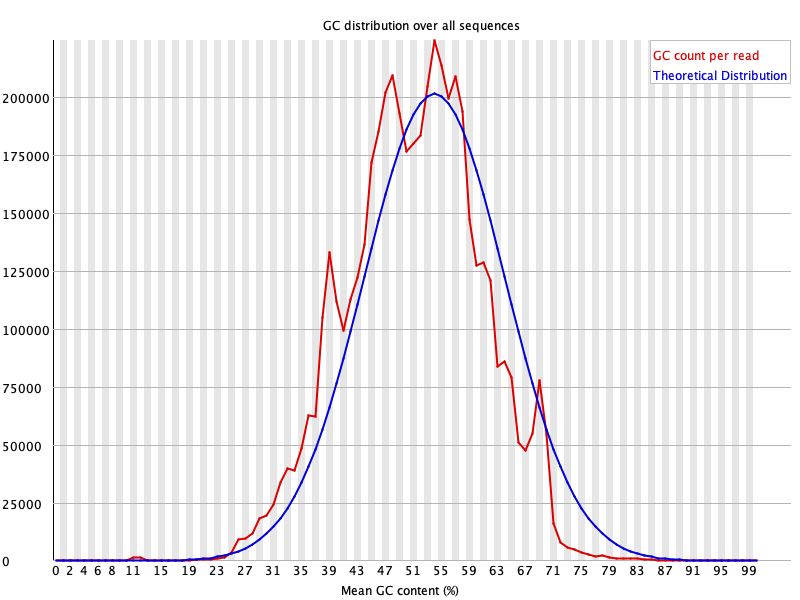 GC distribution over all sequences
GC count per read
Theoretical Distribution
200000
175000
150000
125000
100000
75000
50000
25000
0
0 2 4 6 8 11 15 19 23 27 31 35 39 43 47 51 55 59 63 67 71 75 79 83 87 91 95 99
Mean GC content (%)